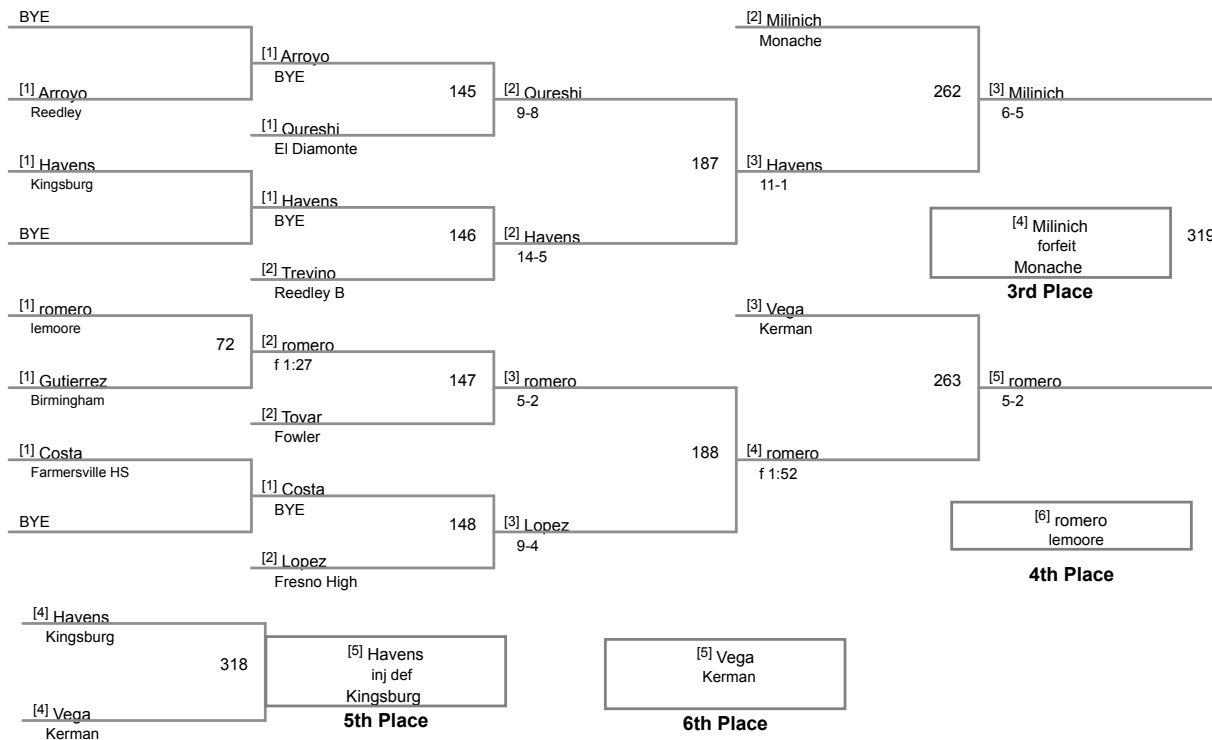 BYE
[1] Arroyo
Reedley
[1] Havens
Kingsburg
BYE
[1] romero
lemoore
72
[1] Gutierrez
Birmingham
[1] Costa
Farmersville HS
BYE
[1] Arroyo
BYE
145
[1] Qureshi
El Diamonte
[1] Havens
BYE
146
[2] Trevino
Reedley B
[2] romero
f 1:27
147
[2] Tovar
Fowler
[1] Costa
BYE
148
[2] Lopez
Fresno High
[2] Qureshi
9-8
187
[2] Havens
14-5
[3] romero
5-2
188
[3] Lopez
9-4
[2] Milinich
Monache
262
[3] Havens
11-1
[3] Vega
Kerman
263
[4] romero
f 1:52
[3] Milinich
6-5
[4] Milinich
forfeit
Monache
319
3rd Place
[5] romero
5-2
[6] romero
lemoore
4th Place
[4] Havens
Kingsburg
318
[4] Vega
Kerman
[5] Havens
inj def
Kingsburg
5th Place
[5] Vega
Kerman
6th Place